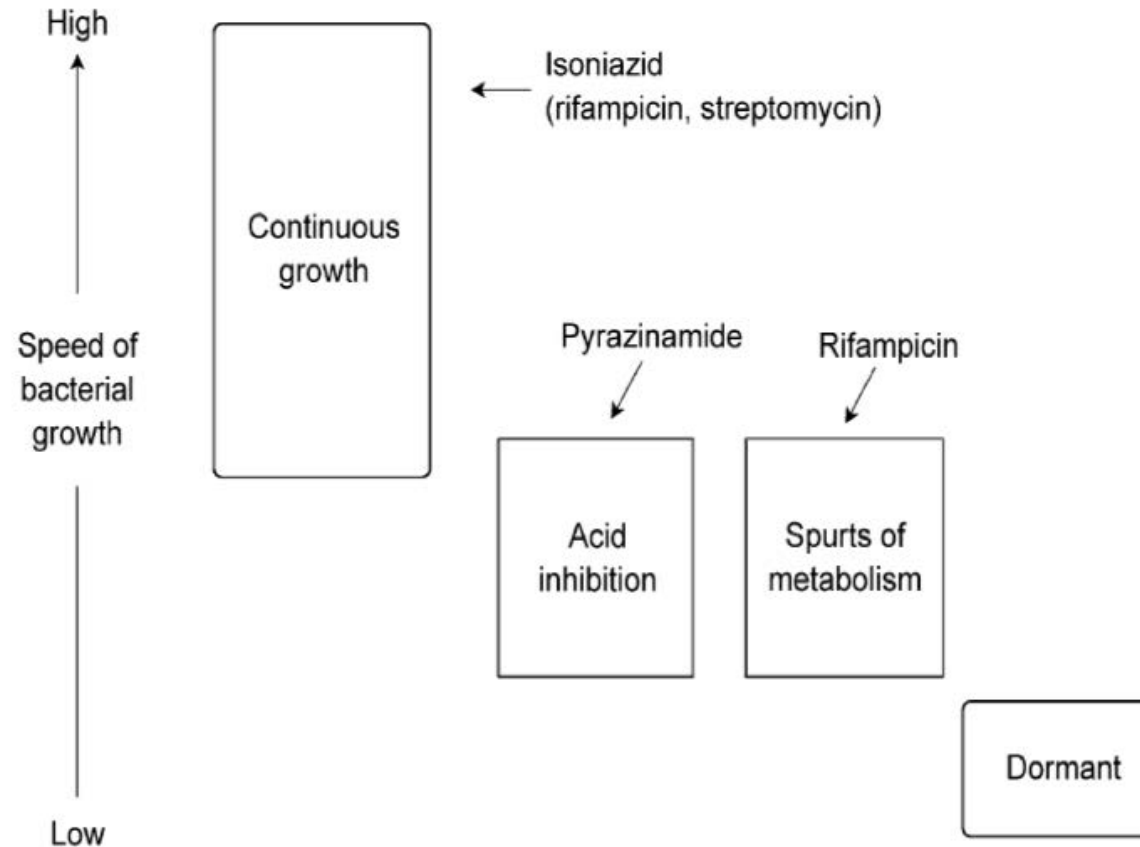 High
Isoniazid
(rifampicin, streptomycin)
Continuous
growth
Speed of
bacterial
growth
Pyrazinamide
Rifampicin
Acid
inhibition
Spurts of
metabolism
Dormant
Low